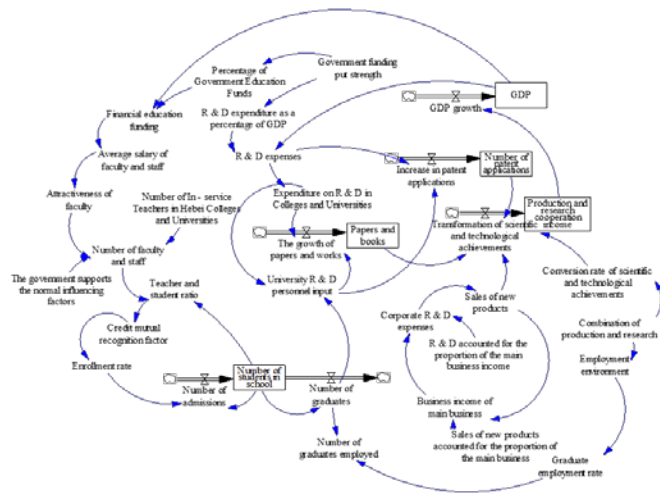 Government funding
put strength
Percentage of
Government Education
Funds
GDP
GDP growth
Financial education
funding
R & D expenditure as a
percentage of GDP
Average salary of
faculty and staff
R & D expenses
Number of patent
applications
Increase in patent
applications
Attractiveness of
faculty
Number of In - service
Teachers in Hebei Colleges
and Universities
Expenditure on R & D in
Colleges and Universities
Production and
research
cooperation
income
Papers and
books
Transformation of scientific
and technological
achievements
The growth of
papers and works
Number of faculty
and staff
The government supports
the normal influencing
factors
Teacher and
student ratio
University R & D
personnel input
Conversion rate of scientific
and technological
achievements
Sales of new
products
Corporate R & D
expenses
Credit mutual
recognition factor
R & D accounted for the
proportion of the main
business income
Combination of
production and research
Enrollment rate
Employment
environment
Number of
students in
school
Number of
admissions
Number of
graduates
Business income of
main business
Number of
graduates employed
Sales of new products
accounted for the proportion
of the main business
Graduate
employment rate